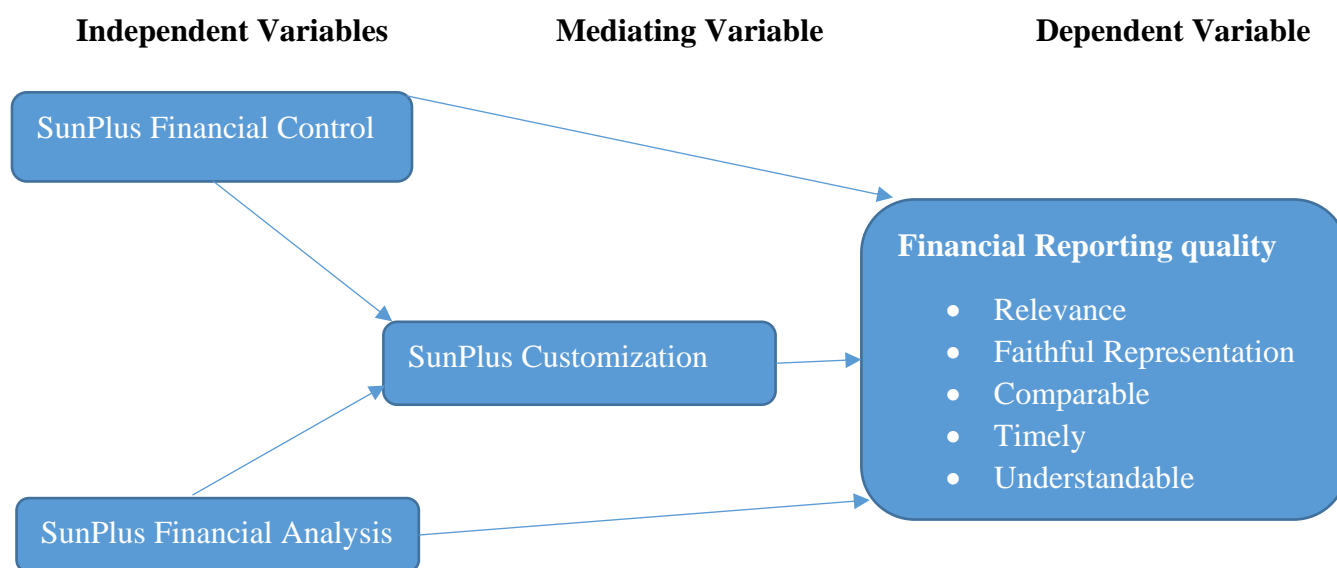 Independent Variables Mediating Variable Dependent Variable
SunPlus Financial Control
Financial Reporting quality
• Relevance
SunPlus Customization
• Faithful Representation
• Comparable
• Timely
• Understandable
SunPlus Financial Analysis